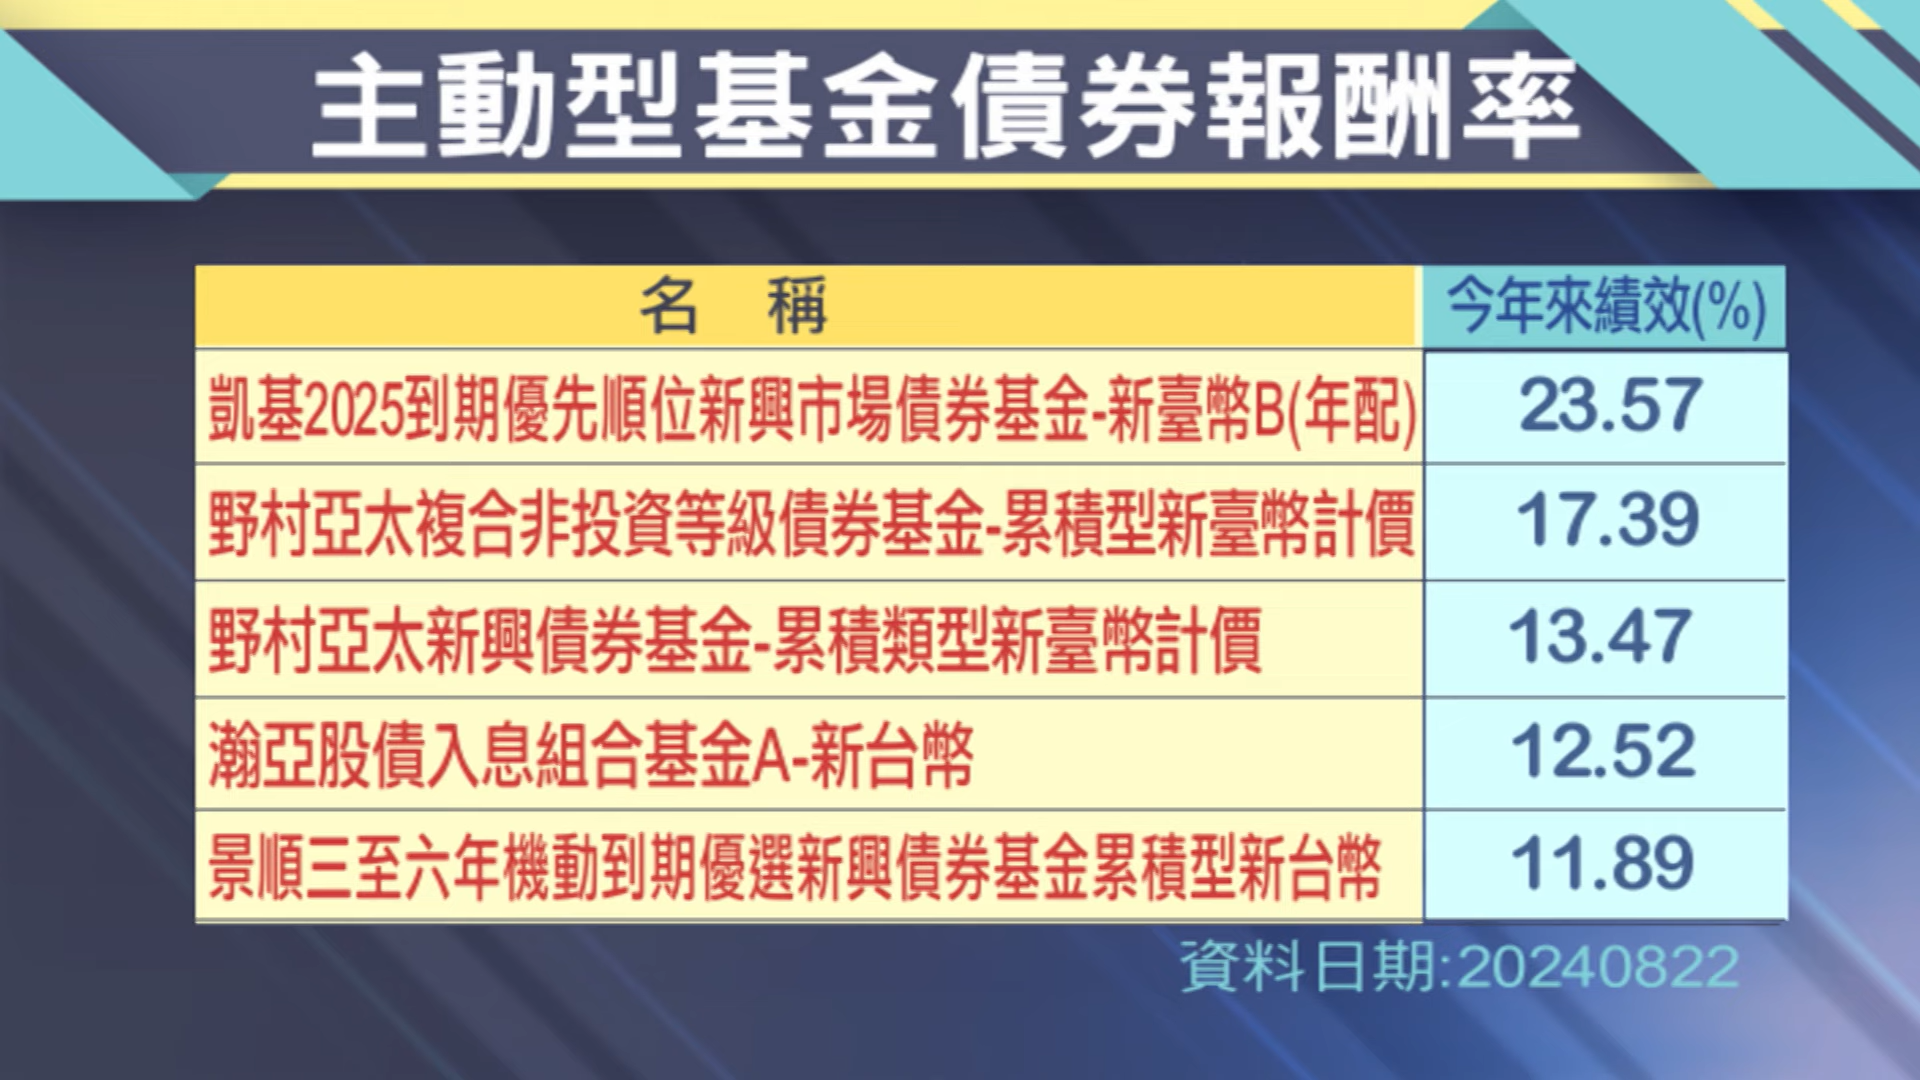 主動型基金債券報酬率
名 稱 今年來績效(%)
凱基2025到期優先順位新興市場債券基金-新臺幣B(年配) 23.57
野村亞太複合非投資等級債券基金-累積型新臺幣計價 17.39
野村亞太新興債券基金-累積類型新臺幣計價 13.47
瀚亞股債入息組合基金A-新台幣 12.52
景順三至六年機動到期優選新興債券基金累積型新台幣 11.89
資料日期:20240822